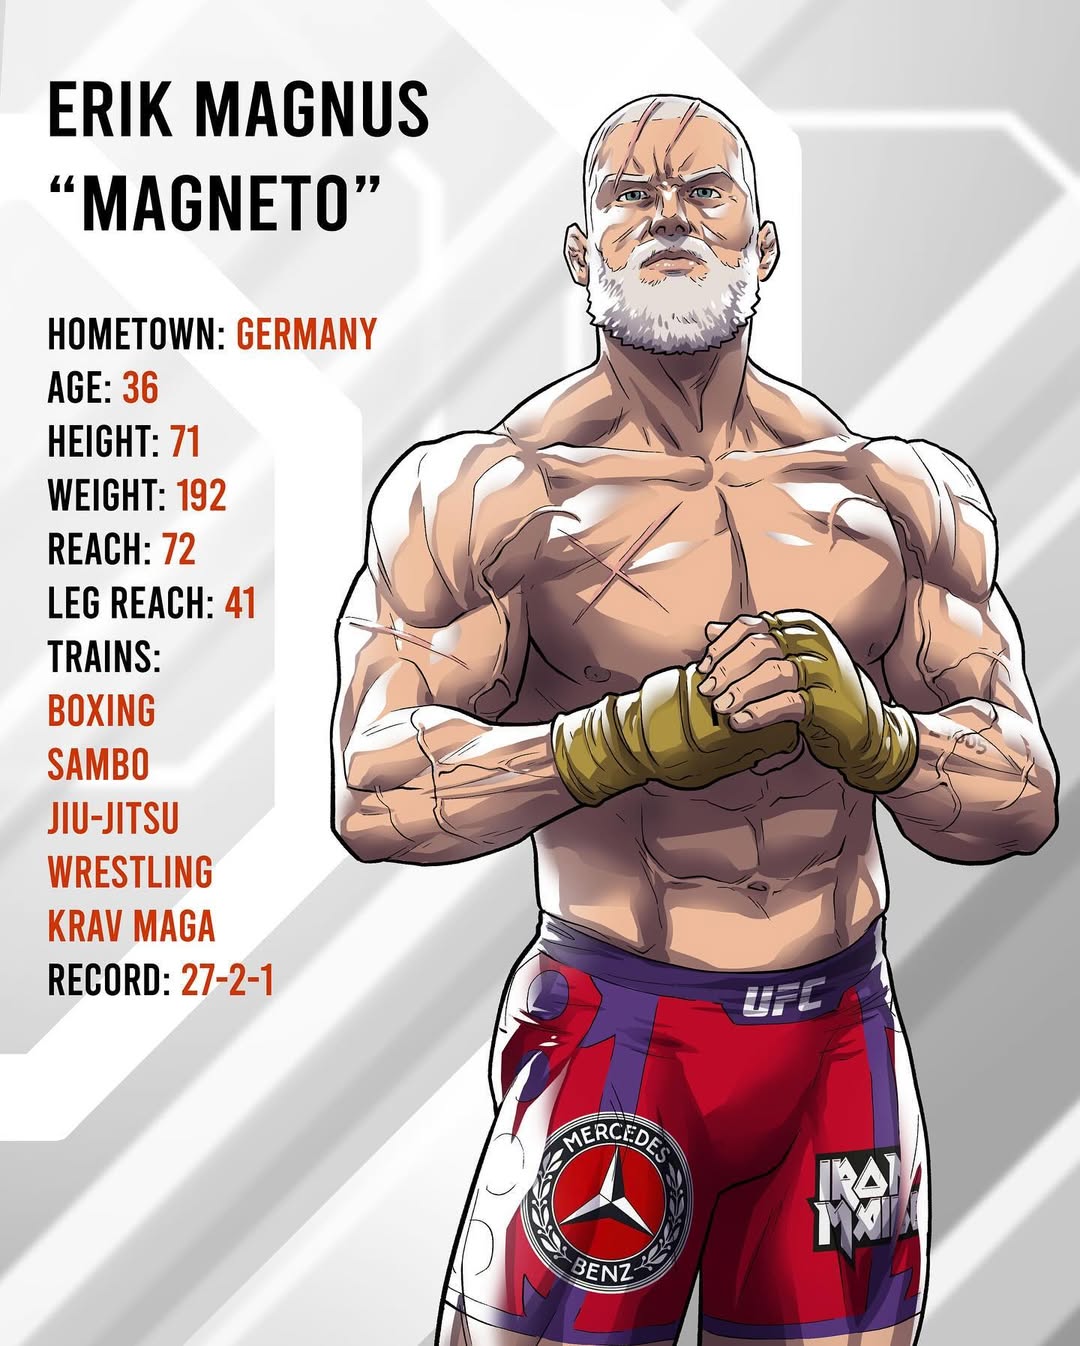 ERIK MAGNUS
“MAGNETO”
HOMETOWN: GERMANY
AGE: 36
HEIGHT: 71
WEIGHT: 192
REACH: 72
LEG REACH: 41
TRAINS:
BOXING
SAMBO
JIU-JITSU
WRESTLING
KRAV MAGA
RECORD: 27-2-1
UFC
MERCEDES
BENZ
IRON